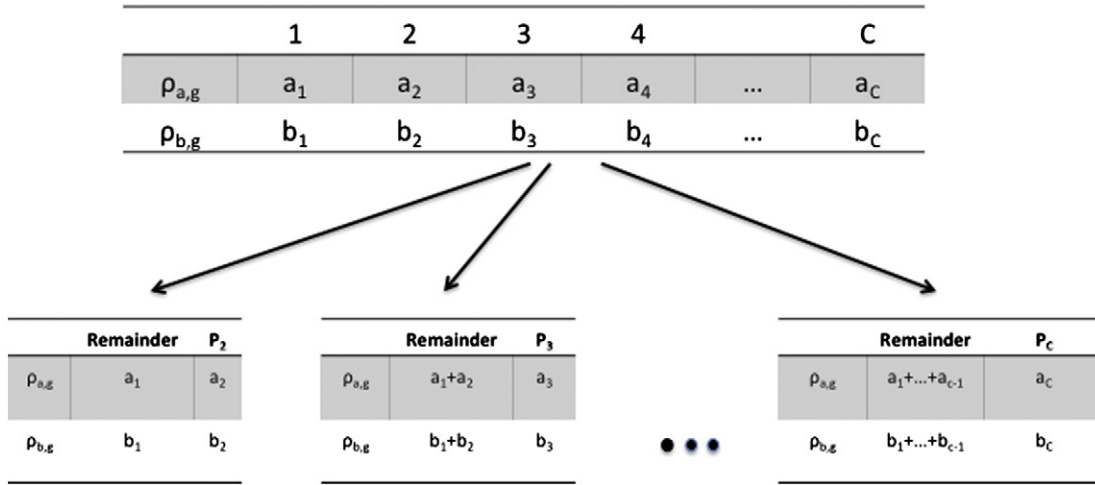 1 2 3 4 C
ρa,g a1 a2 a3 a4 ... aC
ρb,g b1 b2 b3 b4 ... bC
Remainder P2
ρa,g a1 a2
ρb,g b1 b2
Remainder P3
ρa,g a1+a2 a3
ρb,g b1+b2 b3
Remainder PC
ρa,g a1+...+ac-1 aC
ρb,g b1+...+bc-1 bC